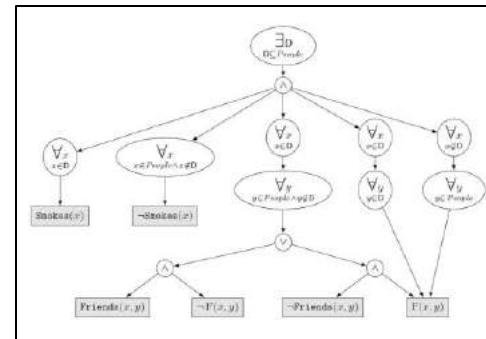 ∃D
D⊆People
∧
∀x
x∈D
∀x
x∈People∧x∉D
∀x
x∈D
∀x
x∈D
∀x
x∉D
∀y
y∈People∧y∉D
∀y
y∈D
∀y
y∈People
Smokes(x)
¬Smokes(x)
∨
∧
∧
Friends(x,y)
¬F(x,y)
¬Friends(x,y)
F(x,y)